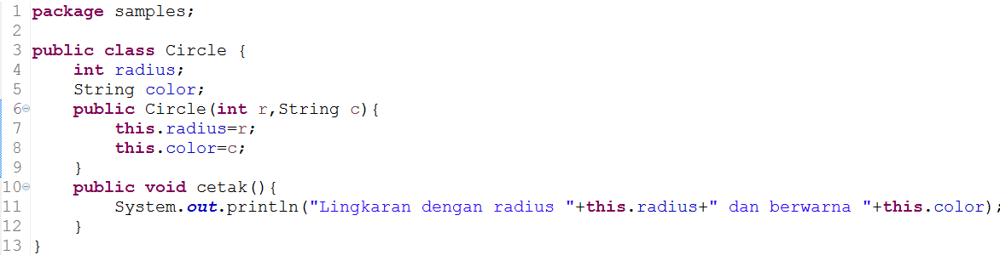 1 package samples;
2
3 public class Circle {
4     int radius;
5     String color;
6     public Circle(int r,String c){
7         this.radius=r;
8         this.color=c;
9     }
10     public void cetak(){
11         System.out.println("Lingkaran dengan radius "+this.radius+" dan berwarna "+this.color);
12     }
13 }